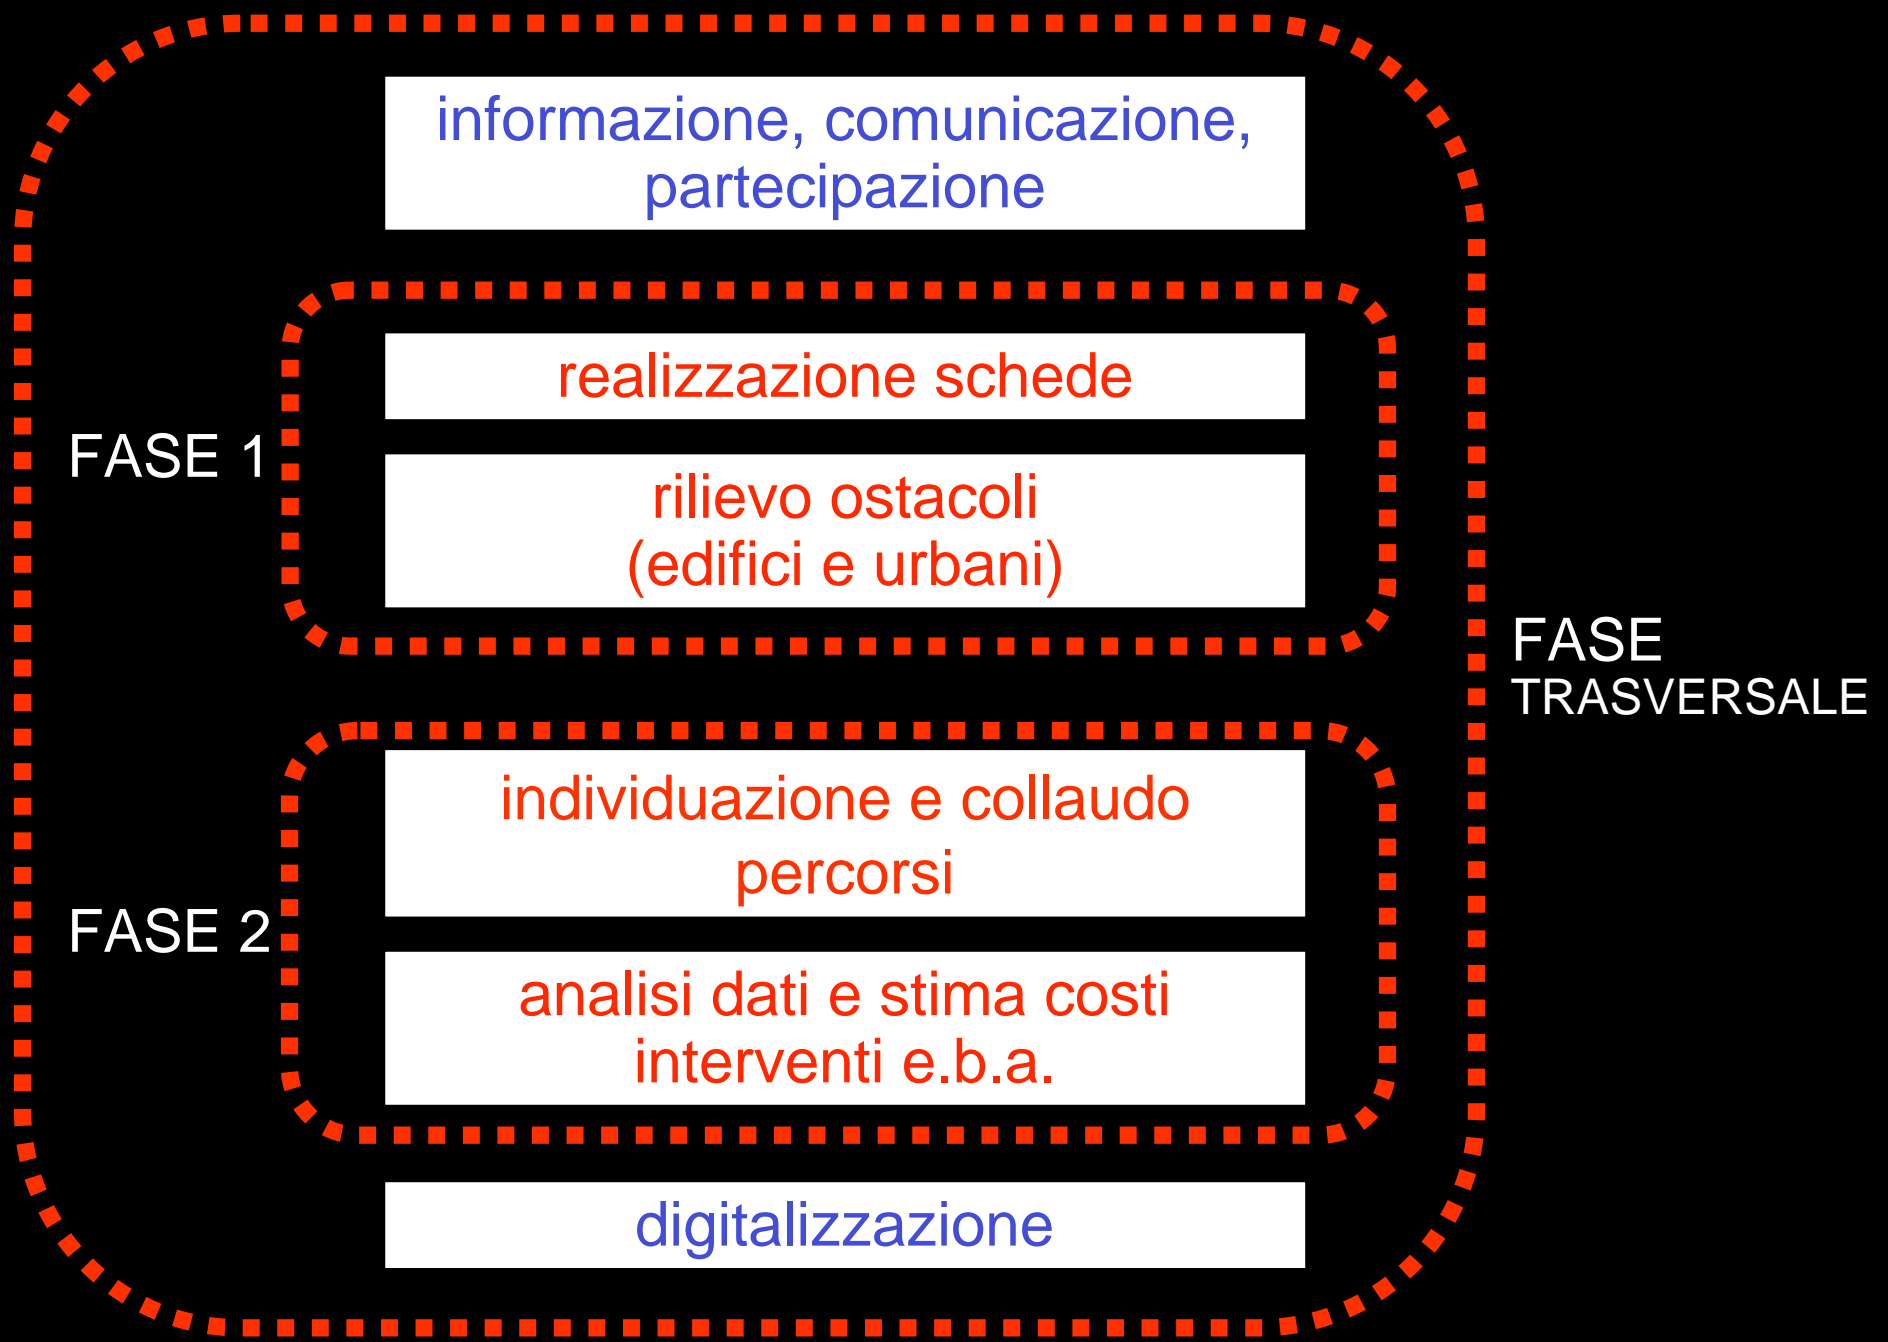 informazione, comunicazione,
partecipazione
FASE 1
realizzazione schede
rilievo ostacoli
(edifici e urbani)
FASE
TRASVERSALE
FASE 2
individuazione e collaudo
percorsi
analisi dati e stima costi
interventi e.b.a.
digitalizzazione